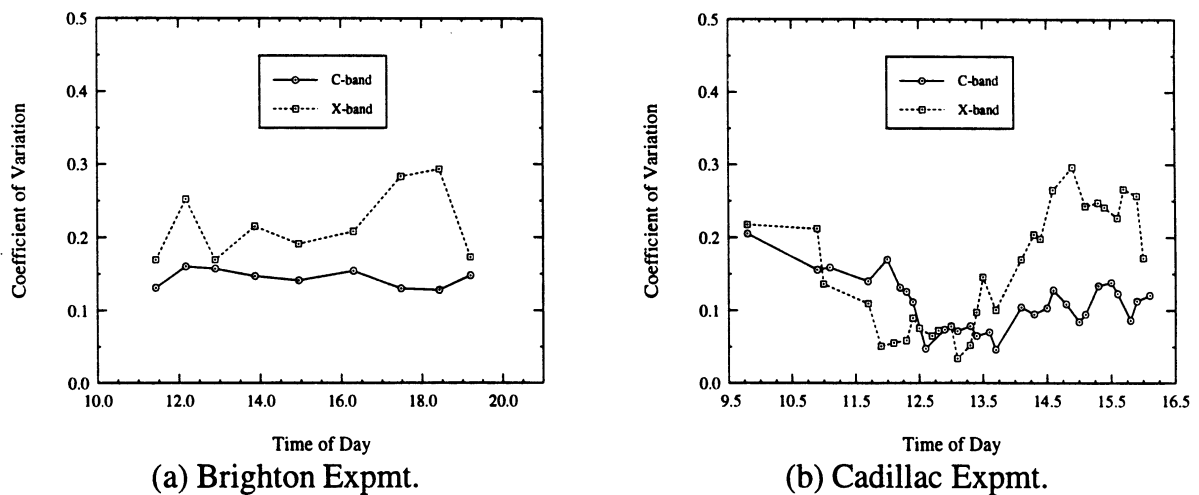 0.5
0.4
0.3
0.2
0.1
0.0
Coefficient of Variation
C-band
X-band
10.0 12.0 14.0 16.0 18.0 20.0
Time of Day
(a) Brighton Expmt.
0.5
0.4
0.3
0.2
0.1
0.0
Coefficient of Variation
C-band
X-band
9.5 10.5 11.5 12.5 13.5 14.5 15.5 16.5
Time of Day
(b) Cadillac Expmt.